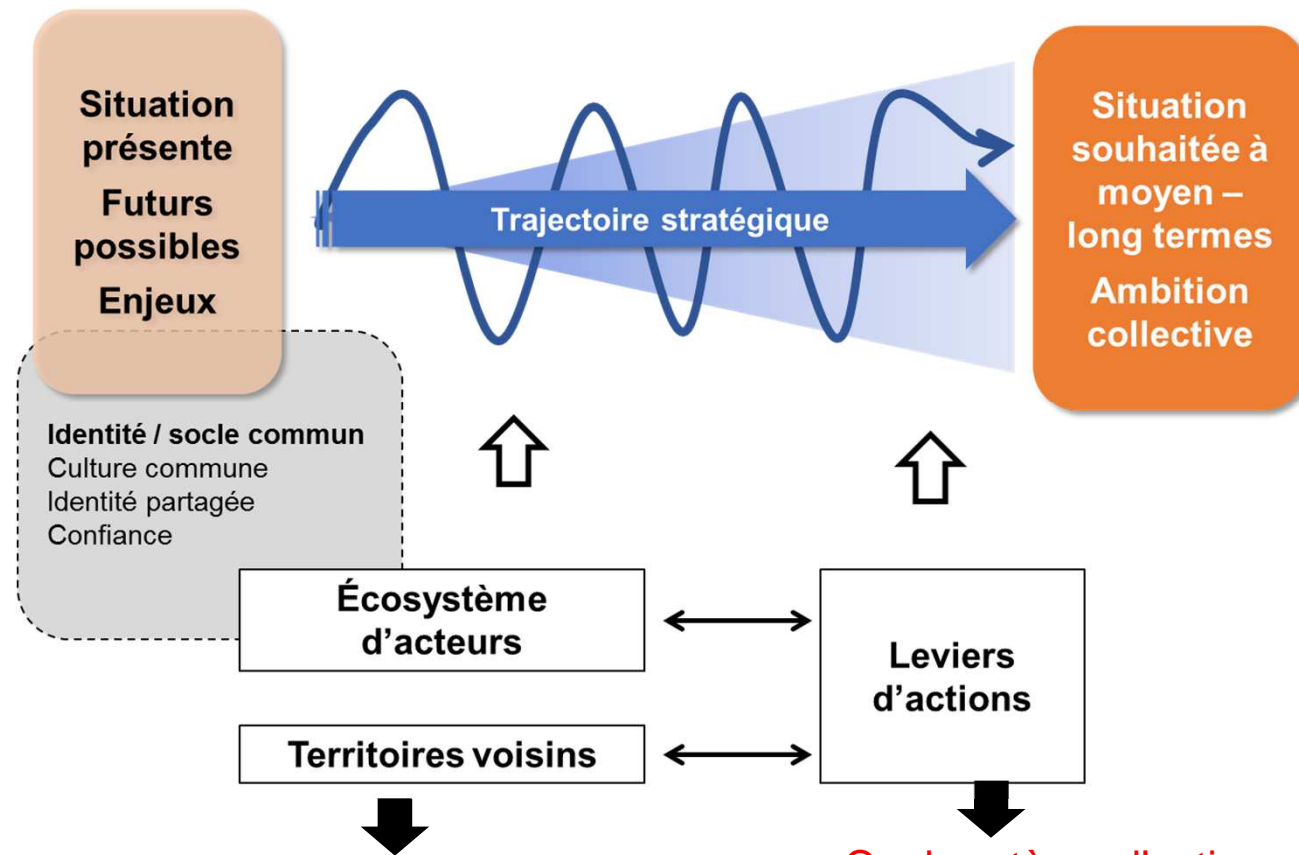 Situation
présente
Futurs
possibles
Enjeux
Trajectoire stratégique
Situation
souhaitée à
moyen –
long termes
Ambition
collective
Identité / socle commun
Culture commune
Identité partagée
Confiance
Écosystème
d’acteurs
Leviers
d’actions
Territoires voisins